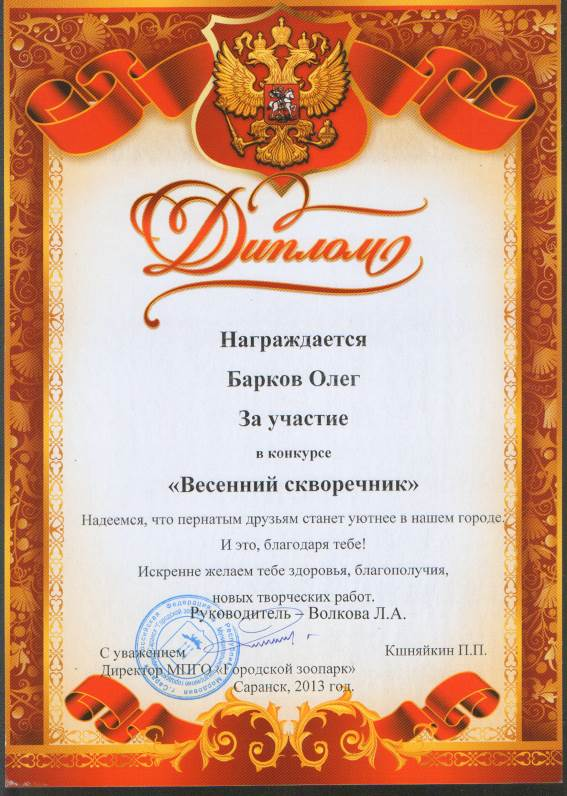 Диплом
Награждается
Барков Олег
За участие
в конкурсе
«Весенний скворечник»
Надеемся, что пернатым друзьям станет уютнее в нашем городе.
И это, благодаря тебе!
Искренне желаем тебе здоровья, благополучия,
новых творческих работ.
Руководитель – Волкова Л.А.
С уважением Кшняйкин П.П.
Директор МПГО «Городской зоопарк»
Саранск, 2013 год.
Российская Федерация